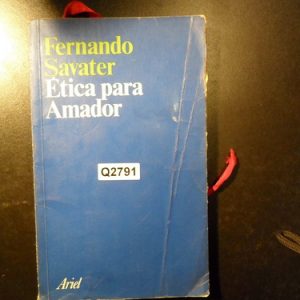 Fernando
Savater
Ética para
Amador
Q2791
Ariel